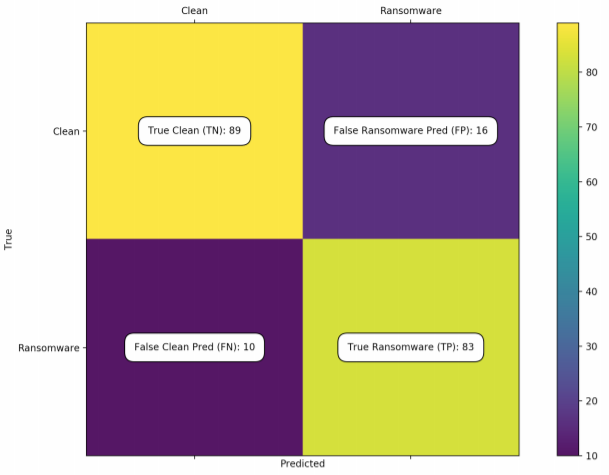 Clean Ransomware
Clean
True Clean (TN): 89
False Ransomware Pred (FP): 16
True
Ransomware
False Clean Pred (FN): 10
True Ransomware (TP): 83
Predicted
80
70
60
50
40
30
20
10